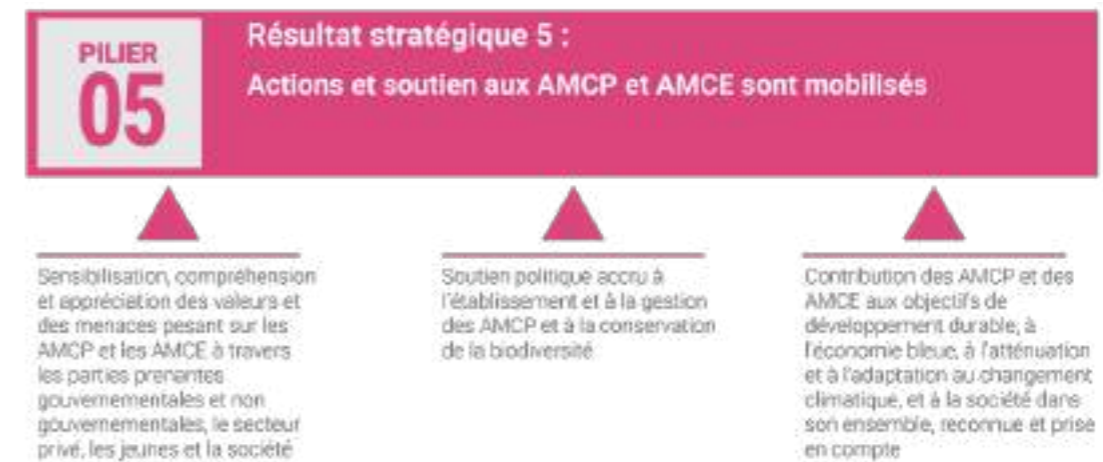 PILIER
05
Résultat stratégique 5 :
Actions et soutien aux AMCP et AMCE sont mobilisés
Sensibilisation, compréhension
et appréciation des valeurs et
des menaces pesant sur les
AMCP et les AMCE à travers
les parties prenantes
gouvernementales et non
gouvernementales, le secteur
privé, les jeunes et la société
Soutien politique accru à
l'établissement et à la gestion
des AMCP et à la conservation
de la biodiversité
Contribution des AMCP et des
AMCE aux objectifs de
développement durable, à
l'économie bleue, à l'atténuation
et à l'adaptation au changement
climatique, et à la société dans
son ensemble, reconnue et prise
en compte